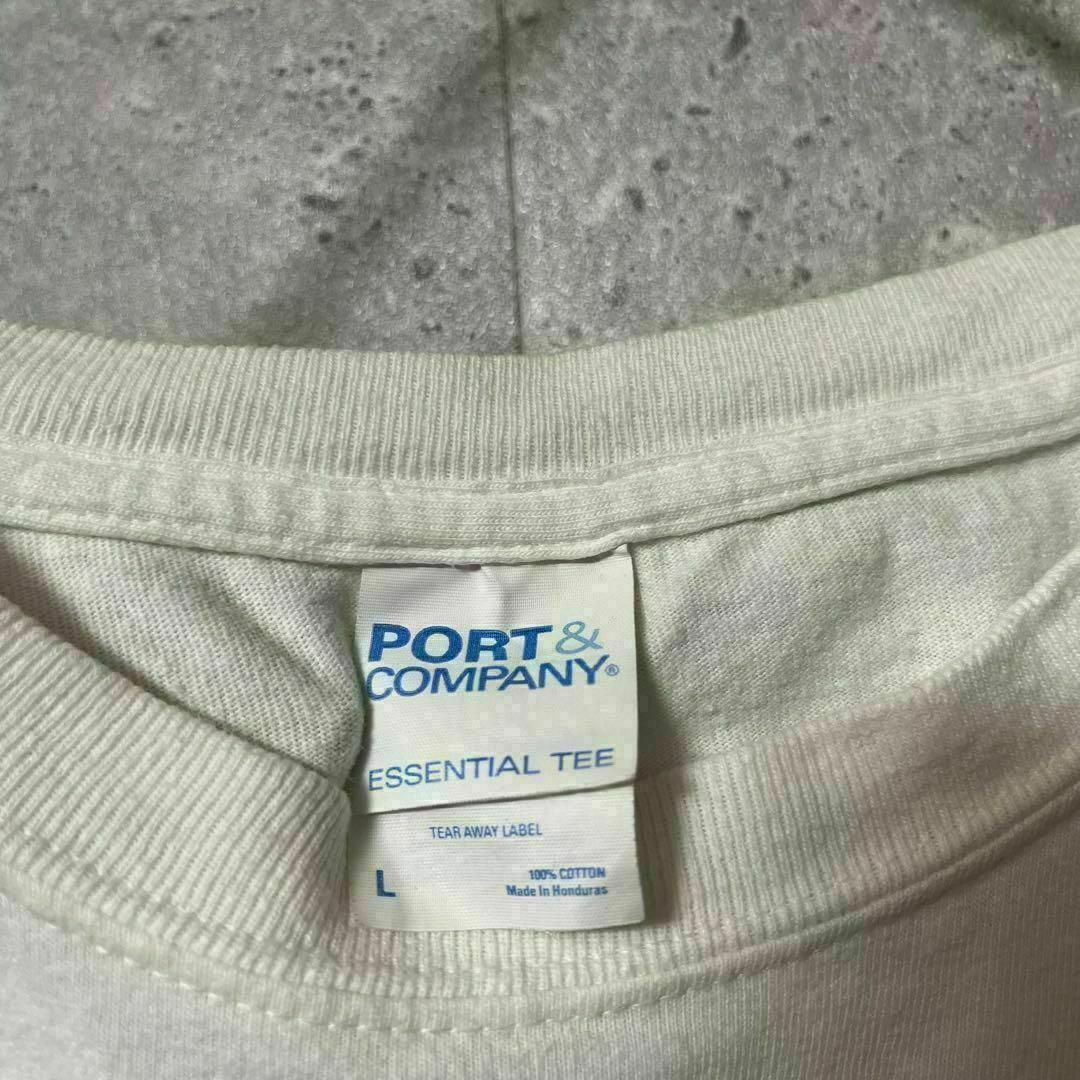 PORT&
COMPANY®
ESSENTIAL TEE
TEAR AWAY LABEL
L
100% COTTON
Made In Honduras